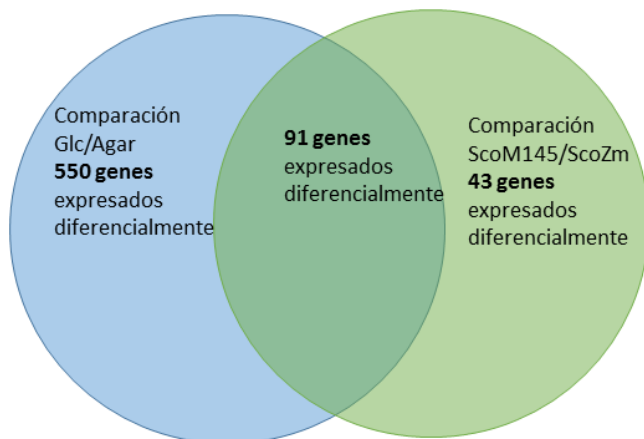 Comparación
Glc/Agar
550 genes
expresados
diferencialmente
91 genes
expresados
diferencialmente
Comparación
ScoM145/ScoZm
43 genes
expresados
diferencialmente